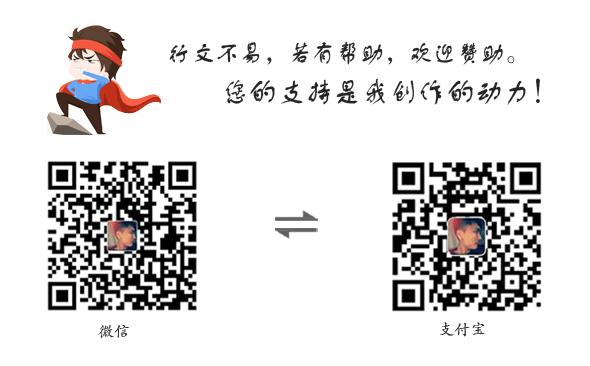 行文不易，若有帮助，欢迎赞助。
您的支持是我创作的动力！
微信
支付宝